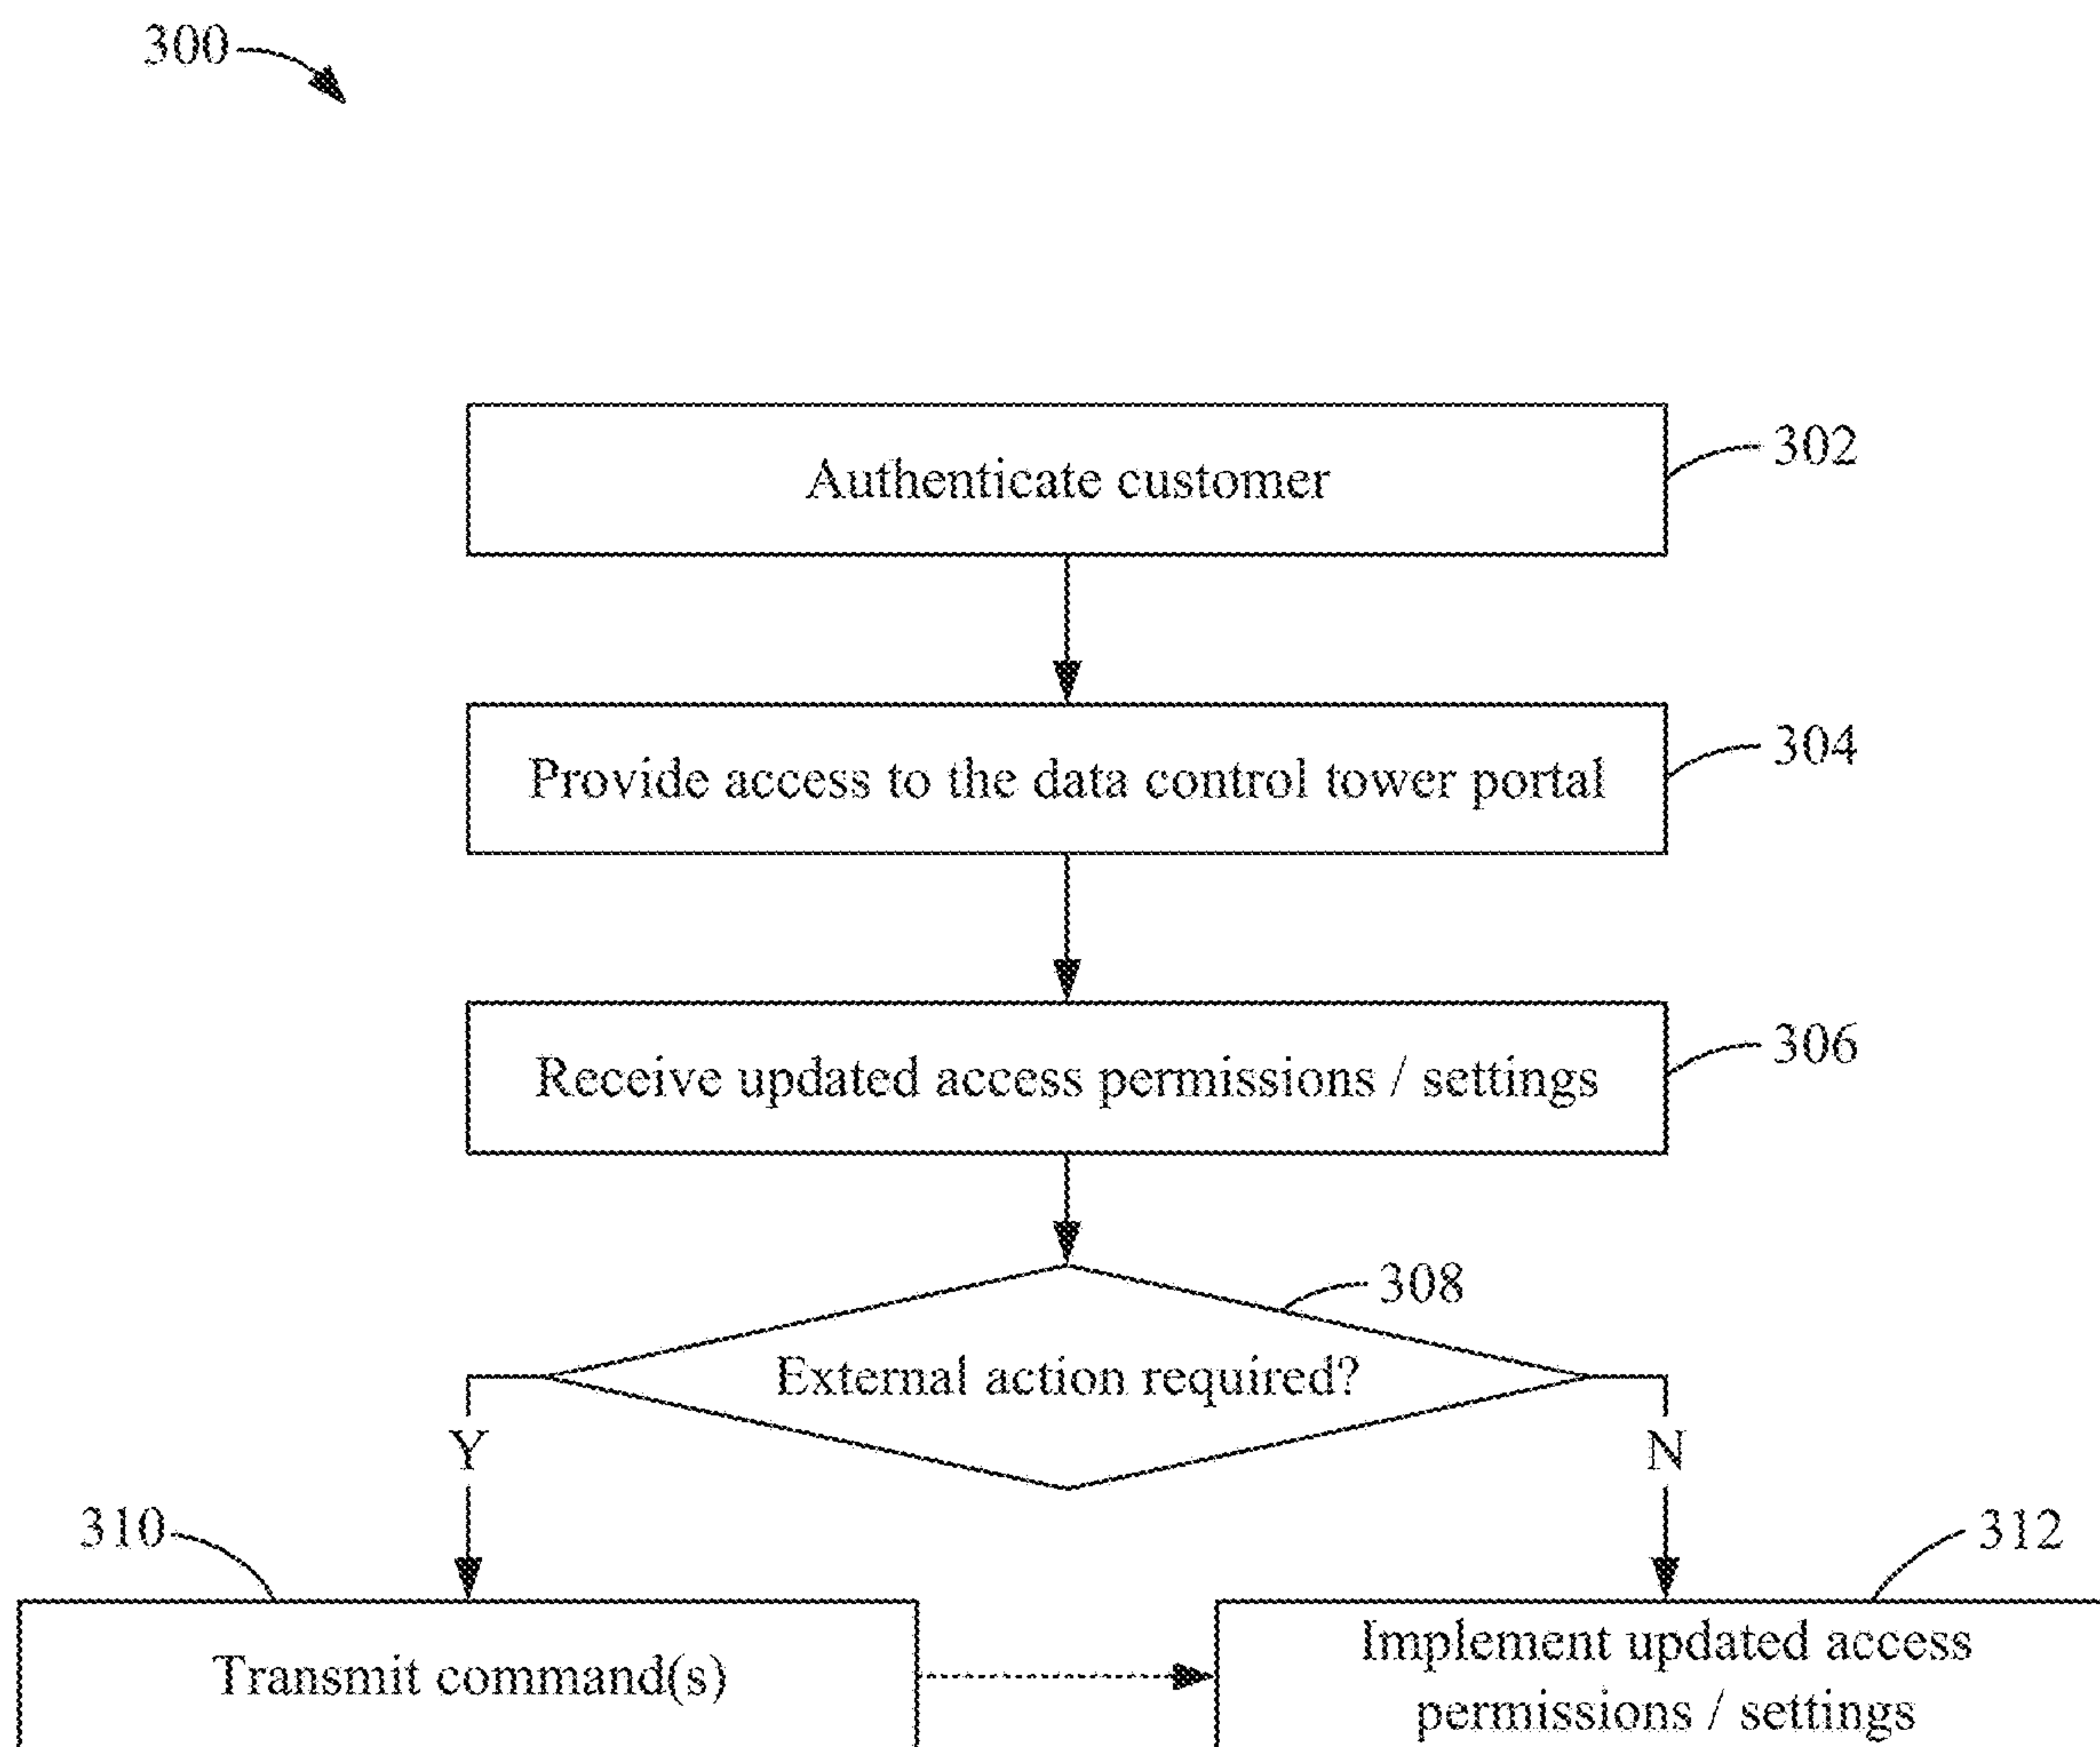 300
Authenticate customer
302
Provide access to the data control tower portal
304
Receive updated access permissions / settings
306
308
External action required?
Y
N
310
312
Transmit command(s)
Implement updated access
permissions / settings